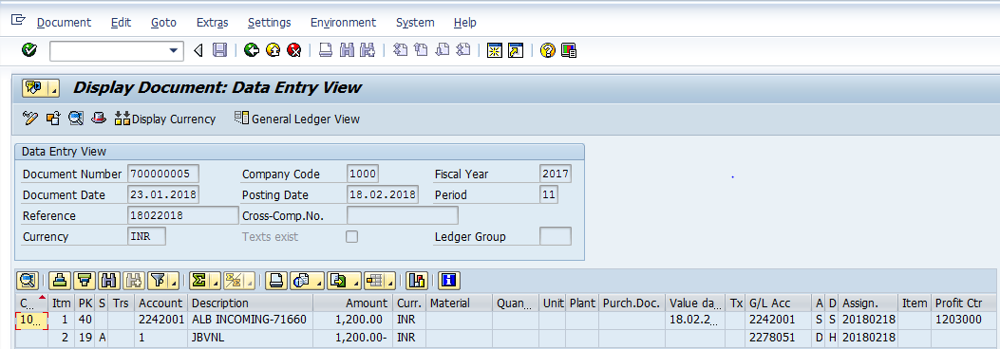 Document Edit Goto Extras Settings Environment System Help
Display Document: Data Entry View
Display Currency General Ledger View
Data Entry View
Document Number 700000005 Company Code 1000 Fiscal Year 2017
Document Date 23.01.2018 Posting Date 18.02.2018 Period 11
Reference 18022018 Cross-Comp.No.
Currency INR Texts exist Ledger Group
C... Itm PK S Trs Account Description Amount Curr. Material Quan... Unit Plant Purch.Doc. Value da... Tx G/L Acc A D Assign. Item Profit Ctr
10... 1 40 2242001 ALB INCOMING-71660 1,200.00 INR 18.02.2... 2242001 S S 20180218 1203000
2 19 A 1 JBVNL 1,200.00- INR 2278051 D H 20180218